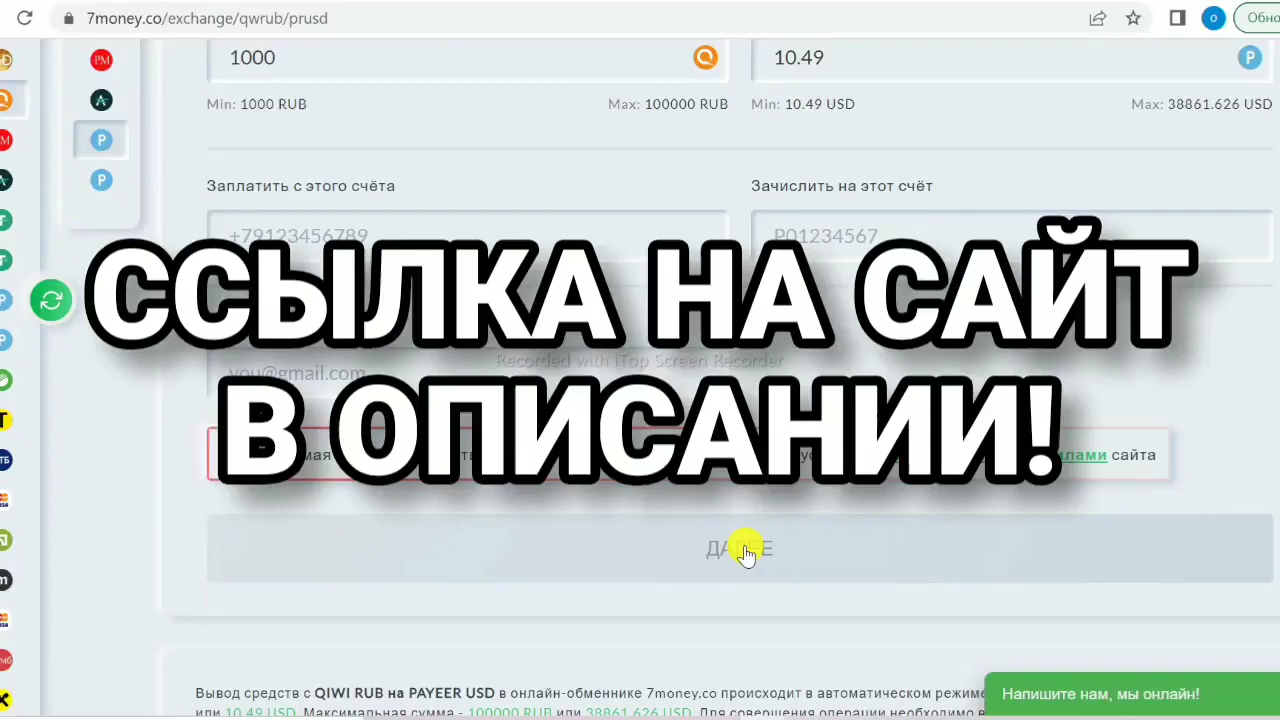 7money.co/exchange/qwrub/prusd
Обно
1000
10.49
Min: 1000 RUB
Max: 100000 RUB
Min: 10.49 USD
Max: 38861.626 USD
Заплатить с этого счёта
Зачислить на этот счёт
+79123456789
P01234567
ССЫЛКА НА САЙТ
Recorded with iTop Screen Recorder
you@gmail.com
В ОПИСАНИИ!
сайта
ДАЛЕЕ
Вывод средств с QIWI RUB на PAYEER USD в онлайн-обменнике 7money.co происходит в автоматическом режиме
Напишите нам, мы онлайн!
или 10.49 USD. Максимальная сумма - 100000 RUB или 38861.626 USD. Для совершения операции необходимо в